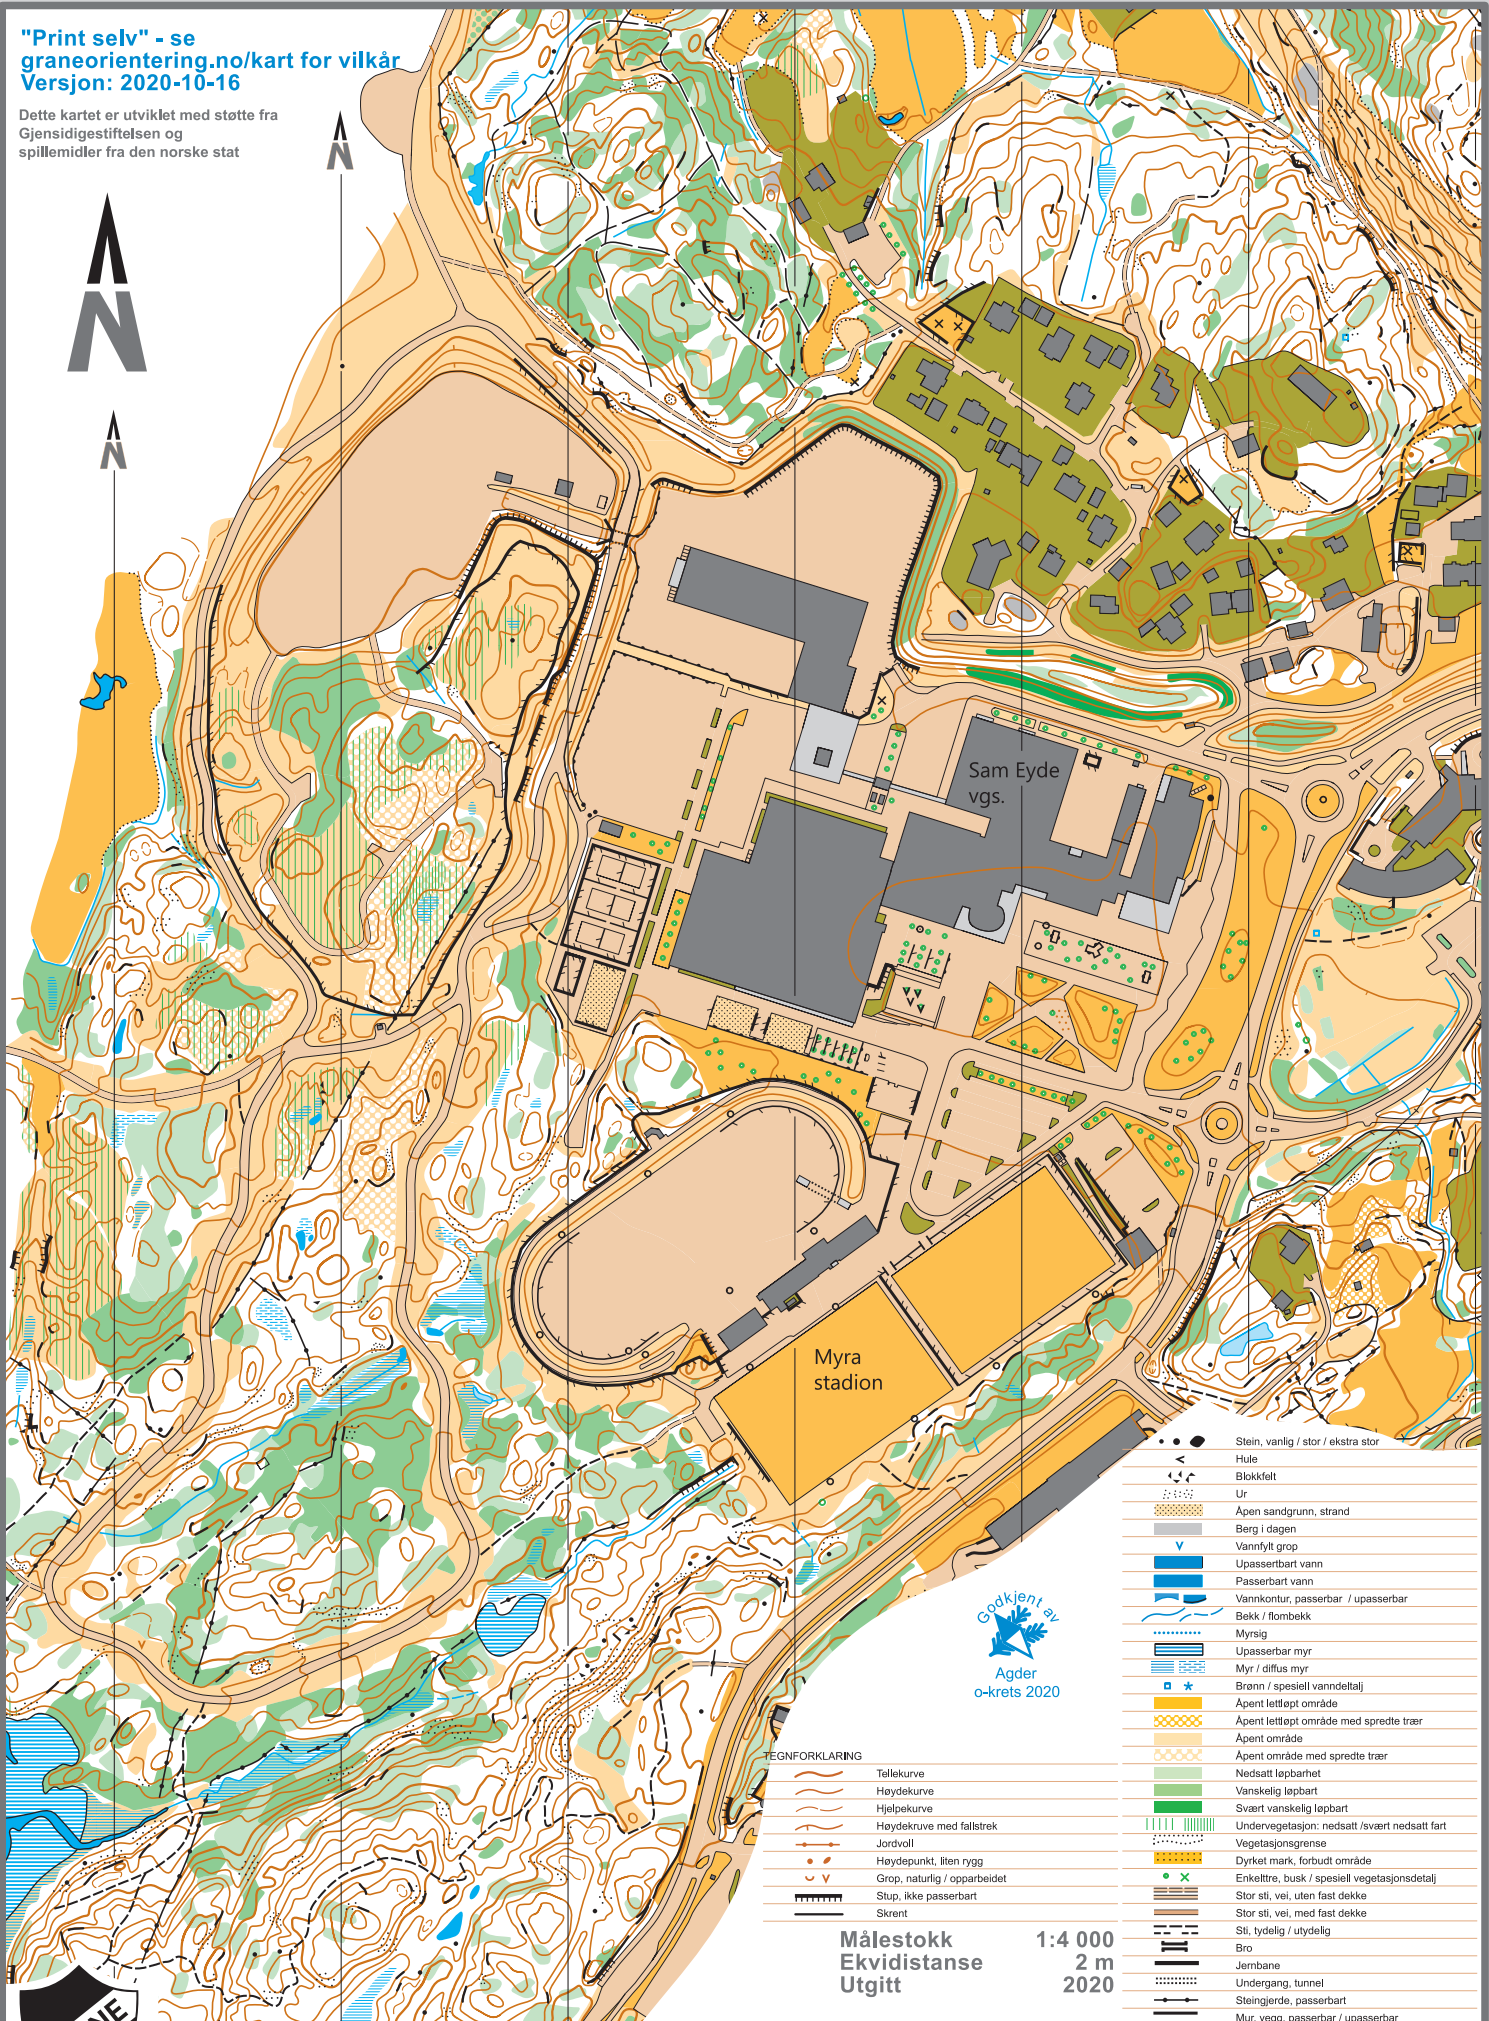 "Print selv" - se
graneorientering.no/kart for vilkår
Versjon: 2020-10-16
Dette kartet er utviklet med støtte fra
Gjensidigestiftelsen og
spillemidler fra den norske stat
N
N
N
Sam Eyde
vgs.
Myra
stadion
Godkjent av
Agder
o-krets 2020
TEGNFORKLARING
Tellekurve
Høydekurve
Hjelpekurve
Høydekruve med fallstrek
Jordvoll
Høydepunkt, liten rygg
Grop, naturlig / opparbeidet
Stup, ikke passerbart
Skrent
Målestokk 1:4 000
Ekvidistanse 2 m
Utgitt 2020
Stein, vanlig / stor / ekstra stor
Hule
Blokkfelt
Ur
Åpen sandgrunn, strand
Berg i dagen
Vannfylt grop
Upassertbart vann
Passerbart vann
Vannkontur, passerbar / upasserbar
Bekk / flombekk
Myrsig
Upasserbar myr
Myr / diffus myr
Brønn / spesiell vanndeltalj
Åpent lettløpt område
Åpent lettløpt område med spredte trær
Åpent område
Åpent område med spredte trær
Nedsatt løpbarhet
Vanskelig løpbart
Svært vanskelig løpbart
Undervegetasjon: nedsatt /svært nedsatt fart
Vegetasjonsgrense
Dyrket mark, forbudt område
Enkelttre, busk / spesiell vegetasjonsdetalj
Stor sti, vei, uten fast dekke
Stor sti, vei, med fast dekke
Sti, tydelig / utydelig
Bro
Jernbane
Undergang, tunnel
Steingjerde, passerbart
Mur, vegg, passerbar / upasserbar
NE